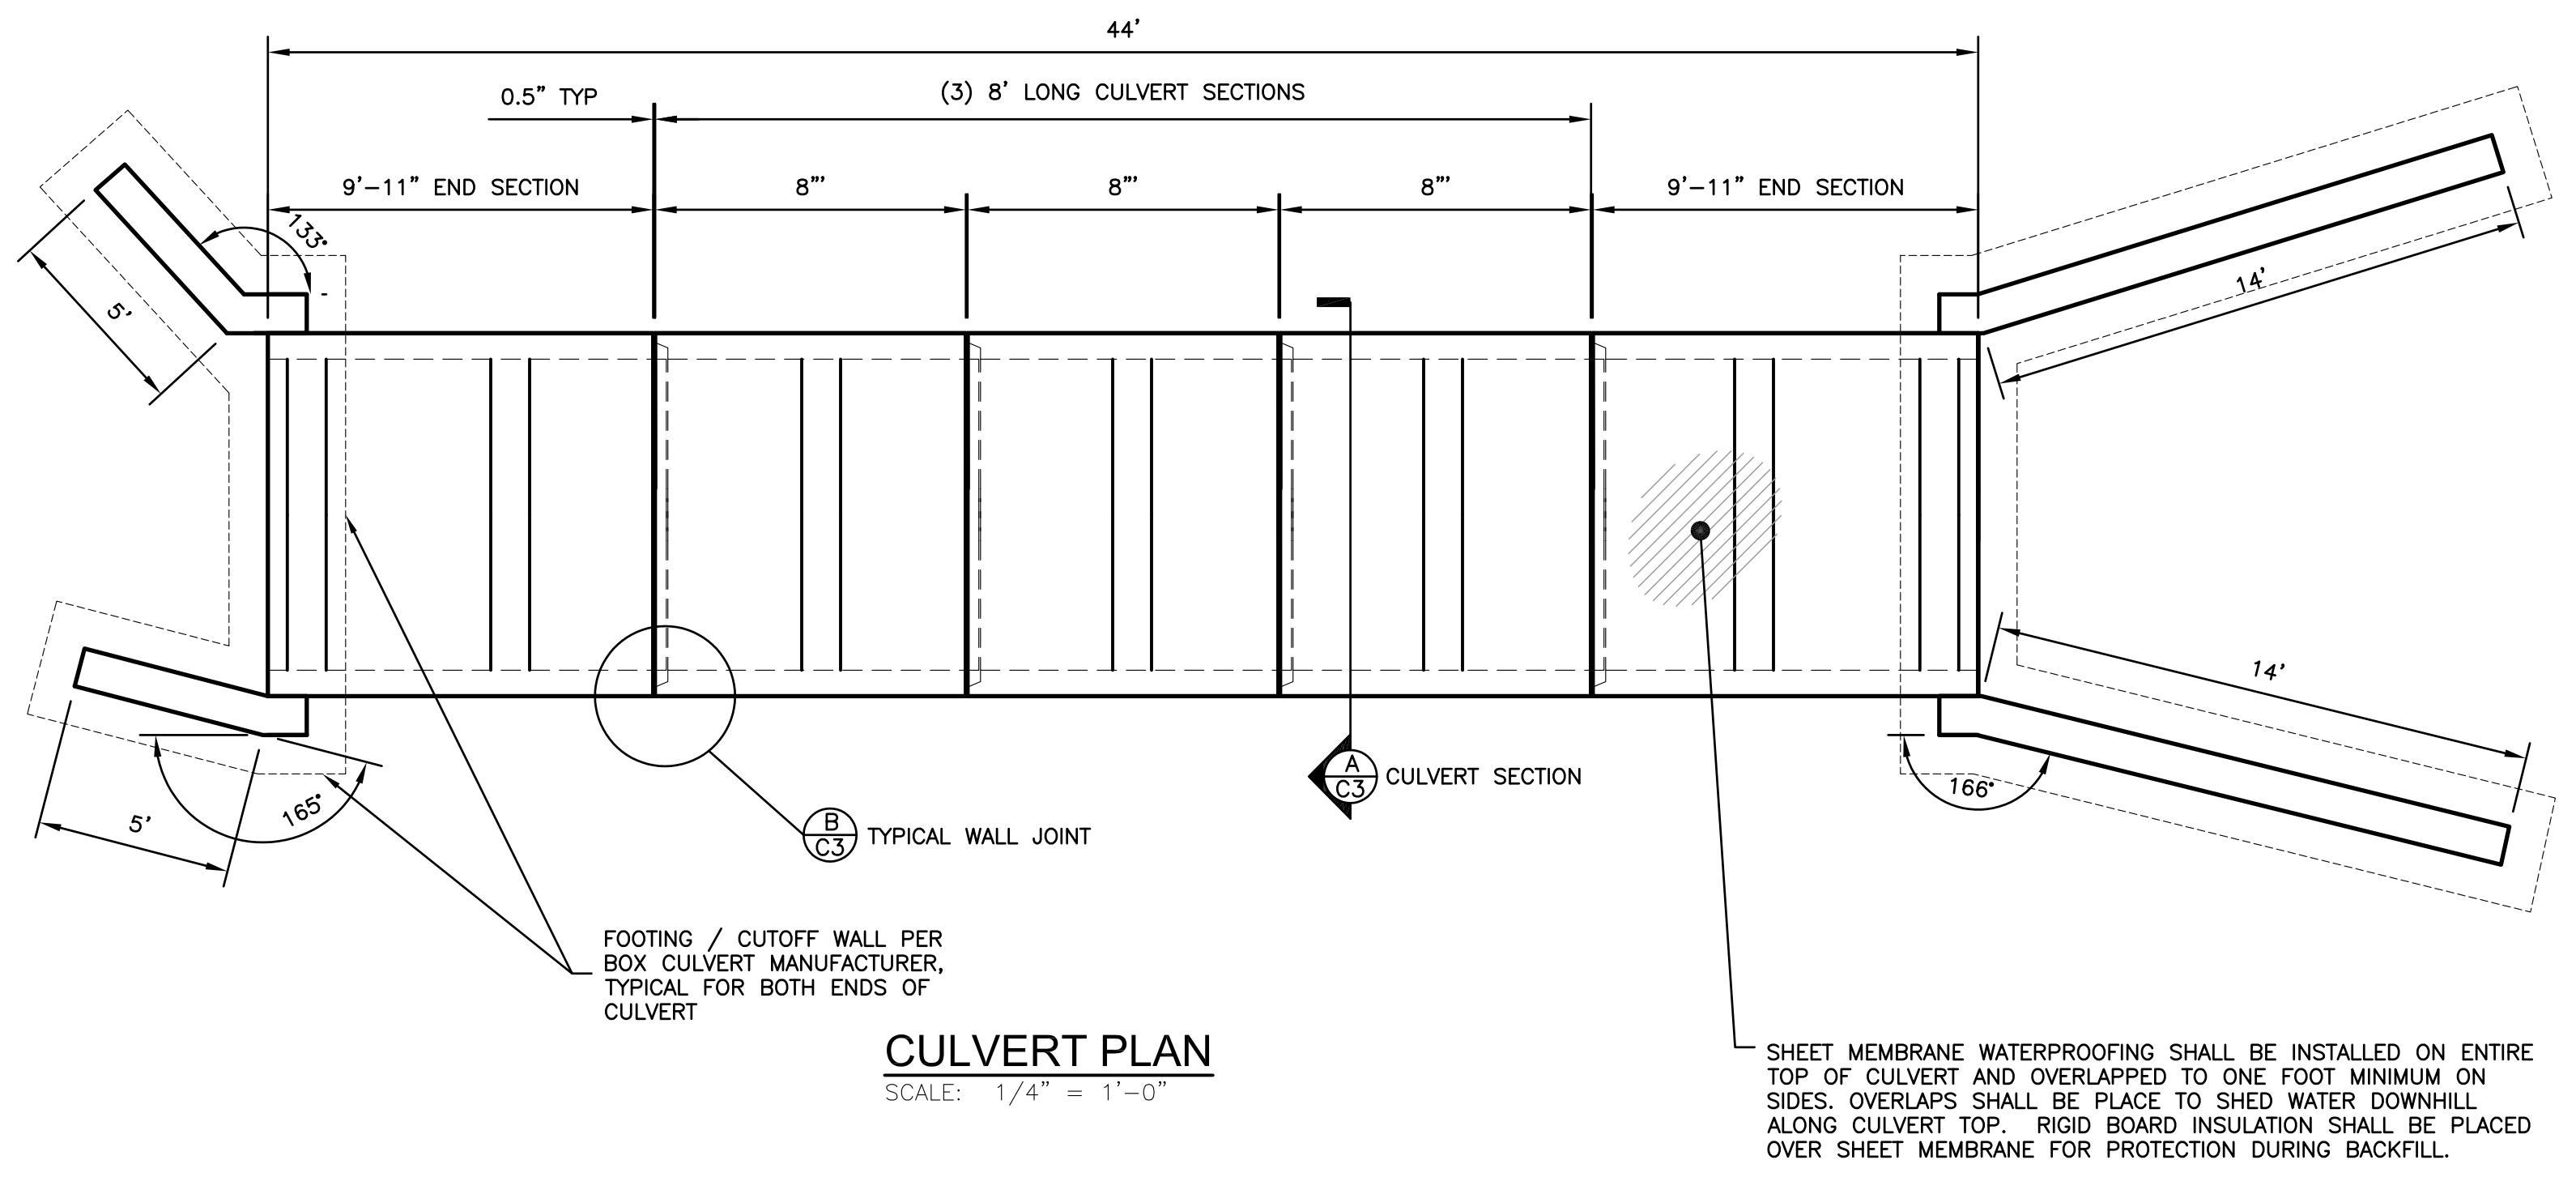 44'
0.5" TYP
(3) 8' LONG CULVERT SECTIONS
9'-11" END SECTION
8"'
8"'
8"'
9'-11" END SECTION
133°
5'
14'
14'
165°
5'
166°
A
C3
CULVERT SECTION
B
C3
TYPICAL WALL JOINT
FOOTING / CUTOFF WALL PER
BOX CULVERT MANUFACTURER,
TYPICAL FOR BOTH ENDS OF
CULVERT
CULVERT PLAN
SCALE: 1/4" = 1'-0"
SHEET MEMBRANE WATERPROOFING SHALL BE INSTALLED ON ENTIRE
TOP OF CULVERT AND OVERLAPPED TO ONE FOOT MINIMUM ON
SIDES. OVERLAPS SHALL BE PLACE TO SHED WATER DOWNHILL
ALONG CULVERT TOP. RIGID BOARD INSULATION SHALL BE PLACED
OVER SHEET MEMBRANE FOR PROTECTION DURING BACKFILL.